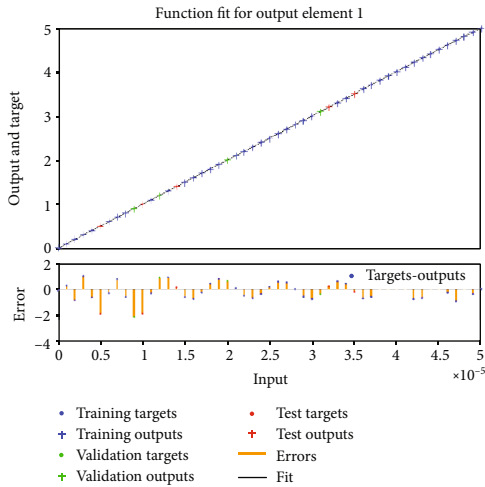 Function fit for output element 1
Output and target
5
4
3
2
1
0
Error
2
0
−2
−4
Targets-outputs
0 0.5 1 1.5 2 2.5 3 3.5 4 4.5 5
Input
×10⁻⁵
Training targets
Training outputs
Validation targets
Validation outputs
Test targets
Test outputs
Errors
Fit